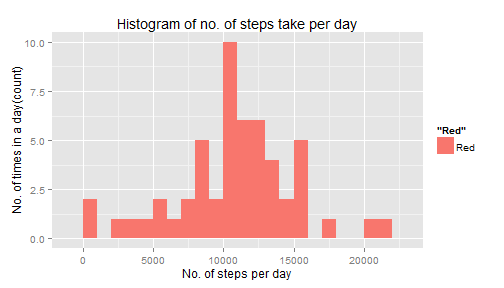 Histogram of no. of steps take per day
No. of times in a day(count)
10.0
7.5
5.0
2.5
0.0
0 5000 10000 15000 20000
No. of steps per day
"Red"
Red